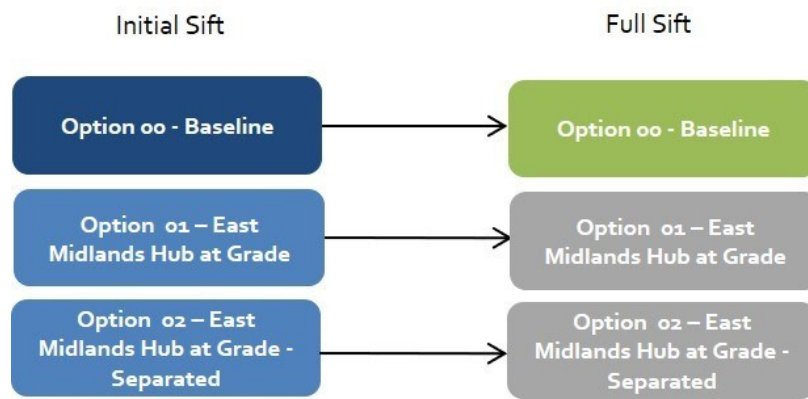 Initial Sift
Full Sift
Option 00 - Baseline
Option 00 - Baseline
Option 01 – East
Midlands Hub at Grade
Option 01 – East
Midlands Hub at Grade
Option 02 – East
Midlands Hub at Grade -
Separated
Option 02 – East
Midlands Hub at Grade -
Separated